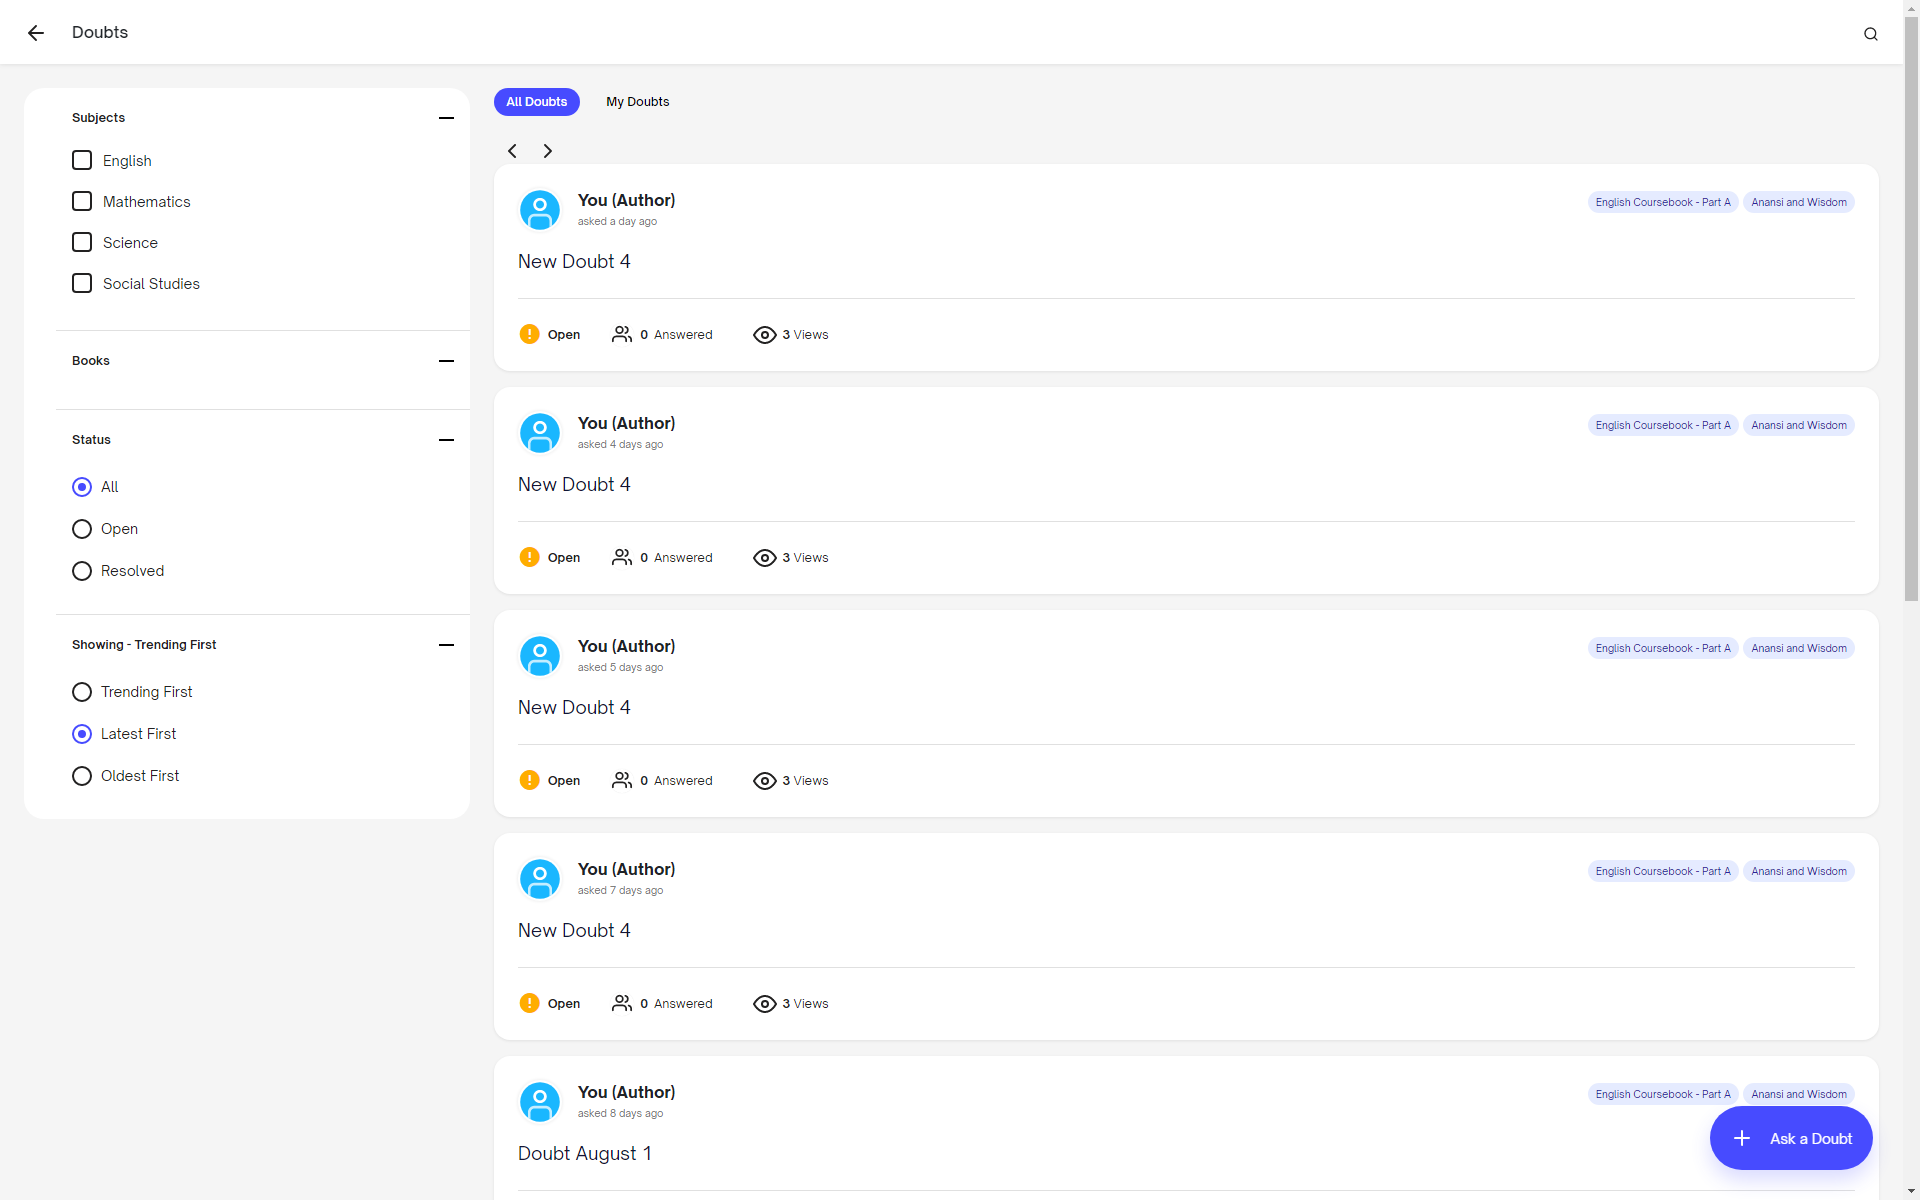 Doubts
Subjects
English
Mathematics
Science
Social Studies
Books
Status
All
Open
Resolved
Showing - Trending First
Trending First
Latest First
Oldest First
All Doubts
My Doubts
You (Author)
asked a day ago
English Coursebook - Part A
Anansi and Wisdom
New Doubt 4
Open
0 Answered
3 Views
You (Author)
asked 4 days ago
English Coursebook - Part A
Anansi and Wisdom
New Doubt 4
Open
0 Answered
3 Views
You (Author)
asked 5 days ago
English Coursebook - Part A
Anansi and Wisdom
New Doubt 4
Open
0 Answered
3 Views
You (Author)
asked 7 days ago
English Coursebook - Part A
Anansi and Wisdom
New Doubt 4
Open
0 Answered
3 Views
You (Author)
asked 8 days ago
English Coursebook - Part A
Anansi and Wisdom
Doubt August 1
Ask a Doubt